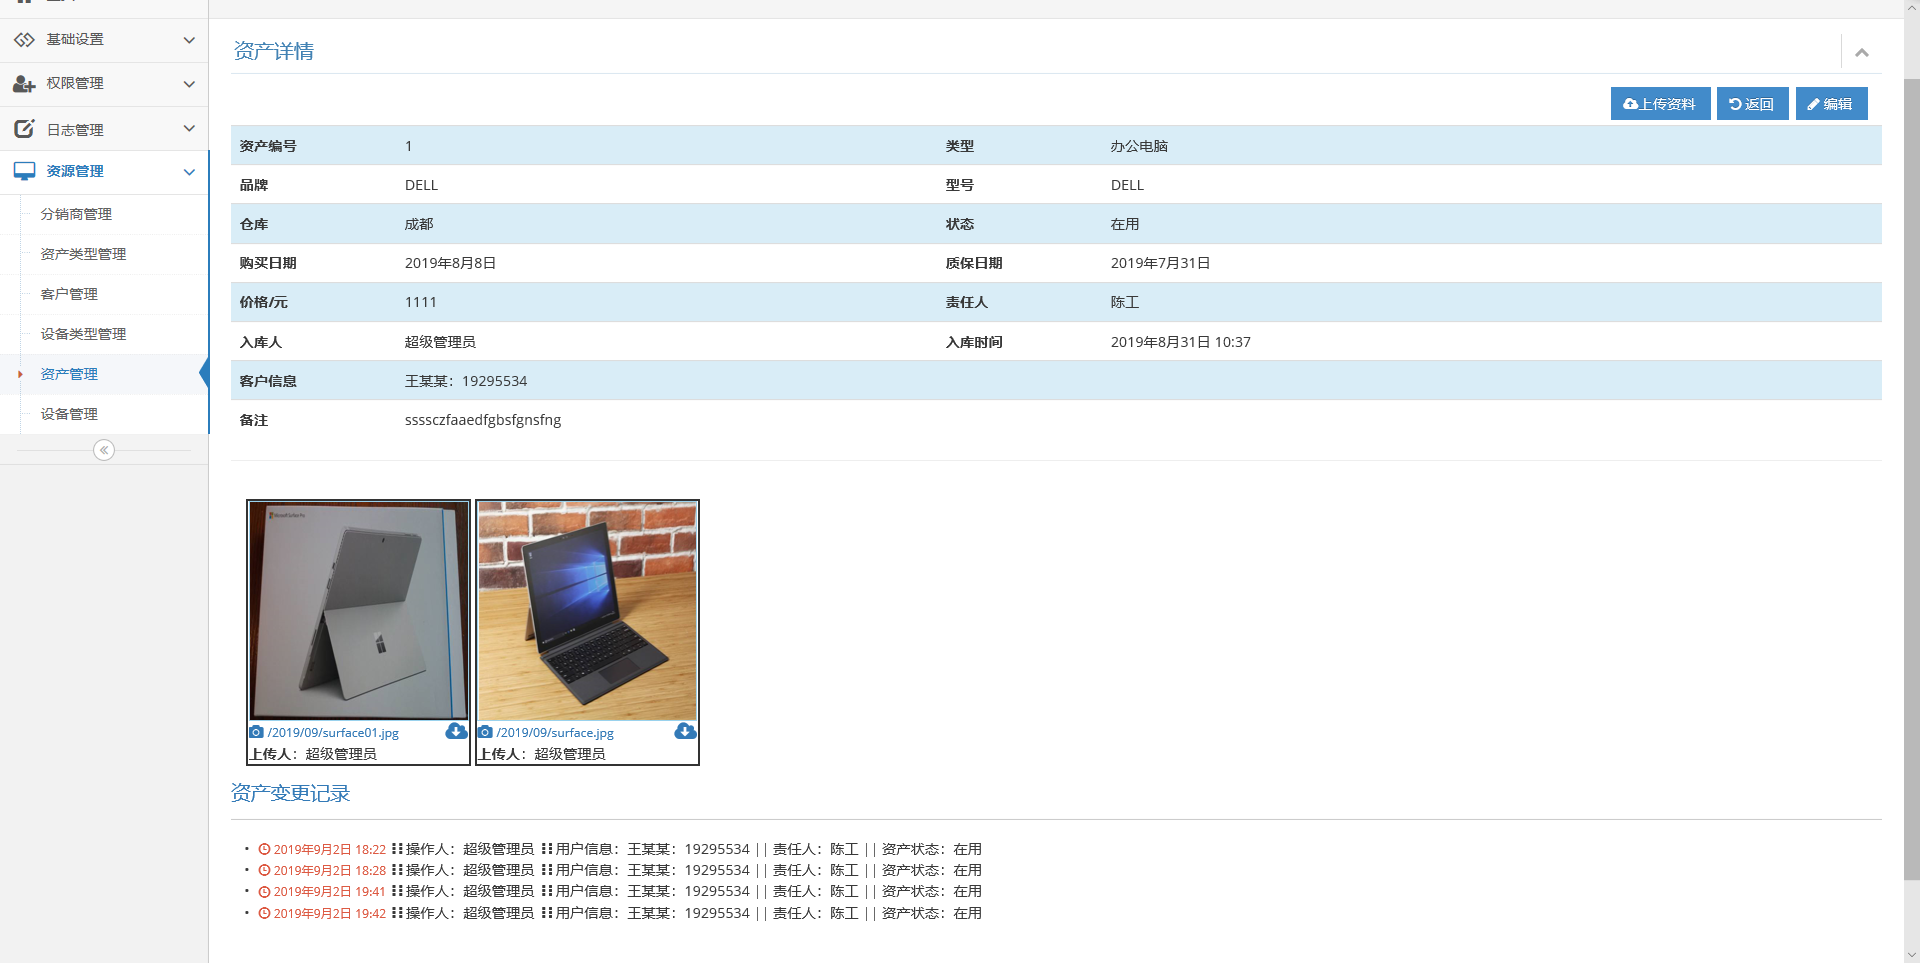 基础设置
权限管理
日志管理
资源管理
分销商管理
资产类型管理
客户管理
设备类型管理
资产管理
设备管理
资产详情
上传资料 返回 编辑
资产编号 1 类型 办公电脑
品牌 DELL 型号 DELL
仓库 成都 状态 在用
购买日期 2019年8月8日 质保日期 2019年7月31日
价格/元 1111 责任人 陈工
入库人 超级管理员 入库时间 2019年8月31日 10:37
客户信息 王某某：19295534
备注 ssssczfaaedfgbsfgnsfng
/2019/09/surface01.jpg
上传人：超级管理员
/2019/09/surface.jpg
上传人：超级管理员
资产变更记录
2019年9月2日 18:22 操作人：超级管理员 用户信息：王某某：19295534 || 责任人：陈工 || 资产状态：在用
2019年9月2日 18:28 操作人：超级管理员 用户信息：王某某：19295534 || 责任人：陈工 || 资产状态：在用
2019年9月2日 19:41 操作人：超级管理员 用户信息：王某某：19295534 || 责任人：陈工 || 资产状态：在用
2019年9月2日 19:42 操作人：超级管理员 用户信息：王某某：19295534 || 责任人：陈工 || 资产状态：在用